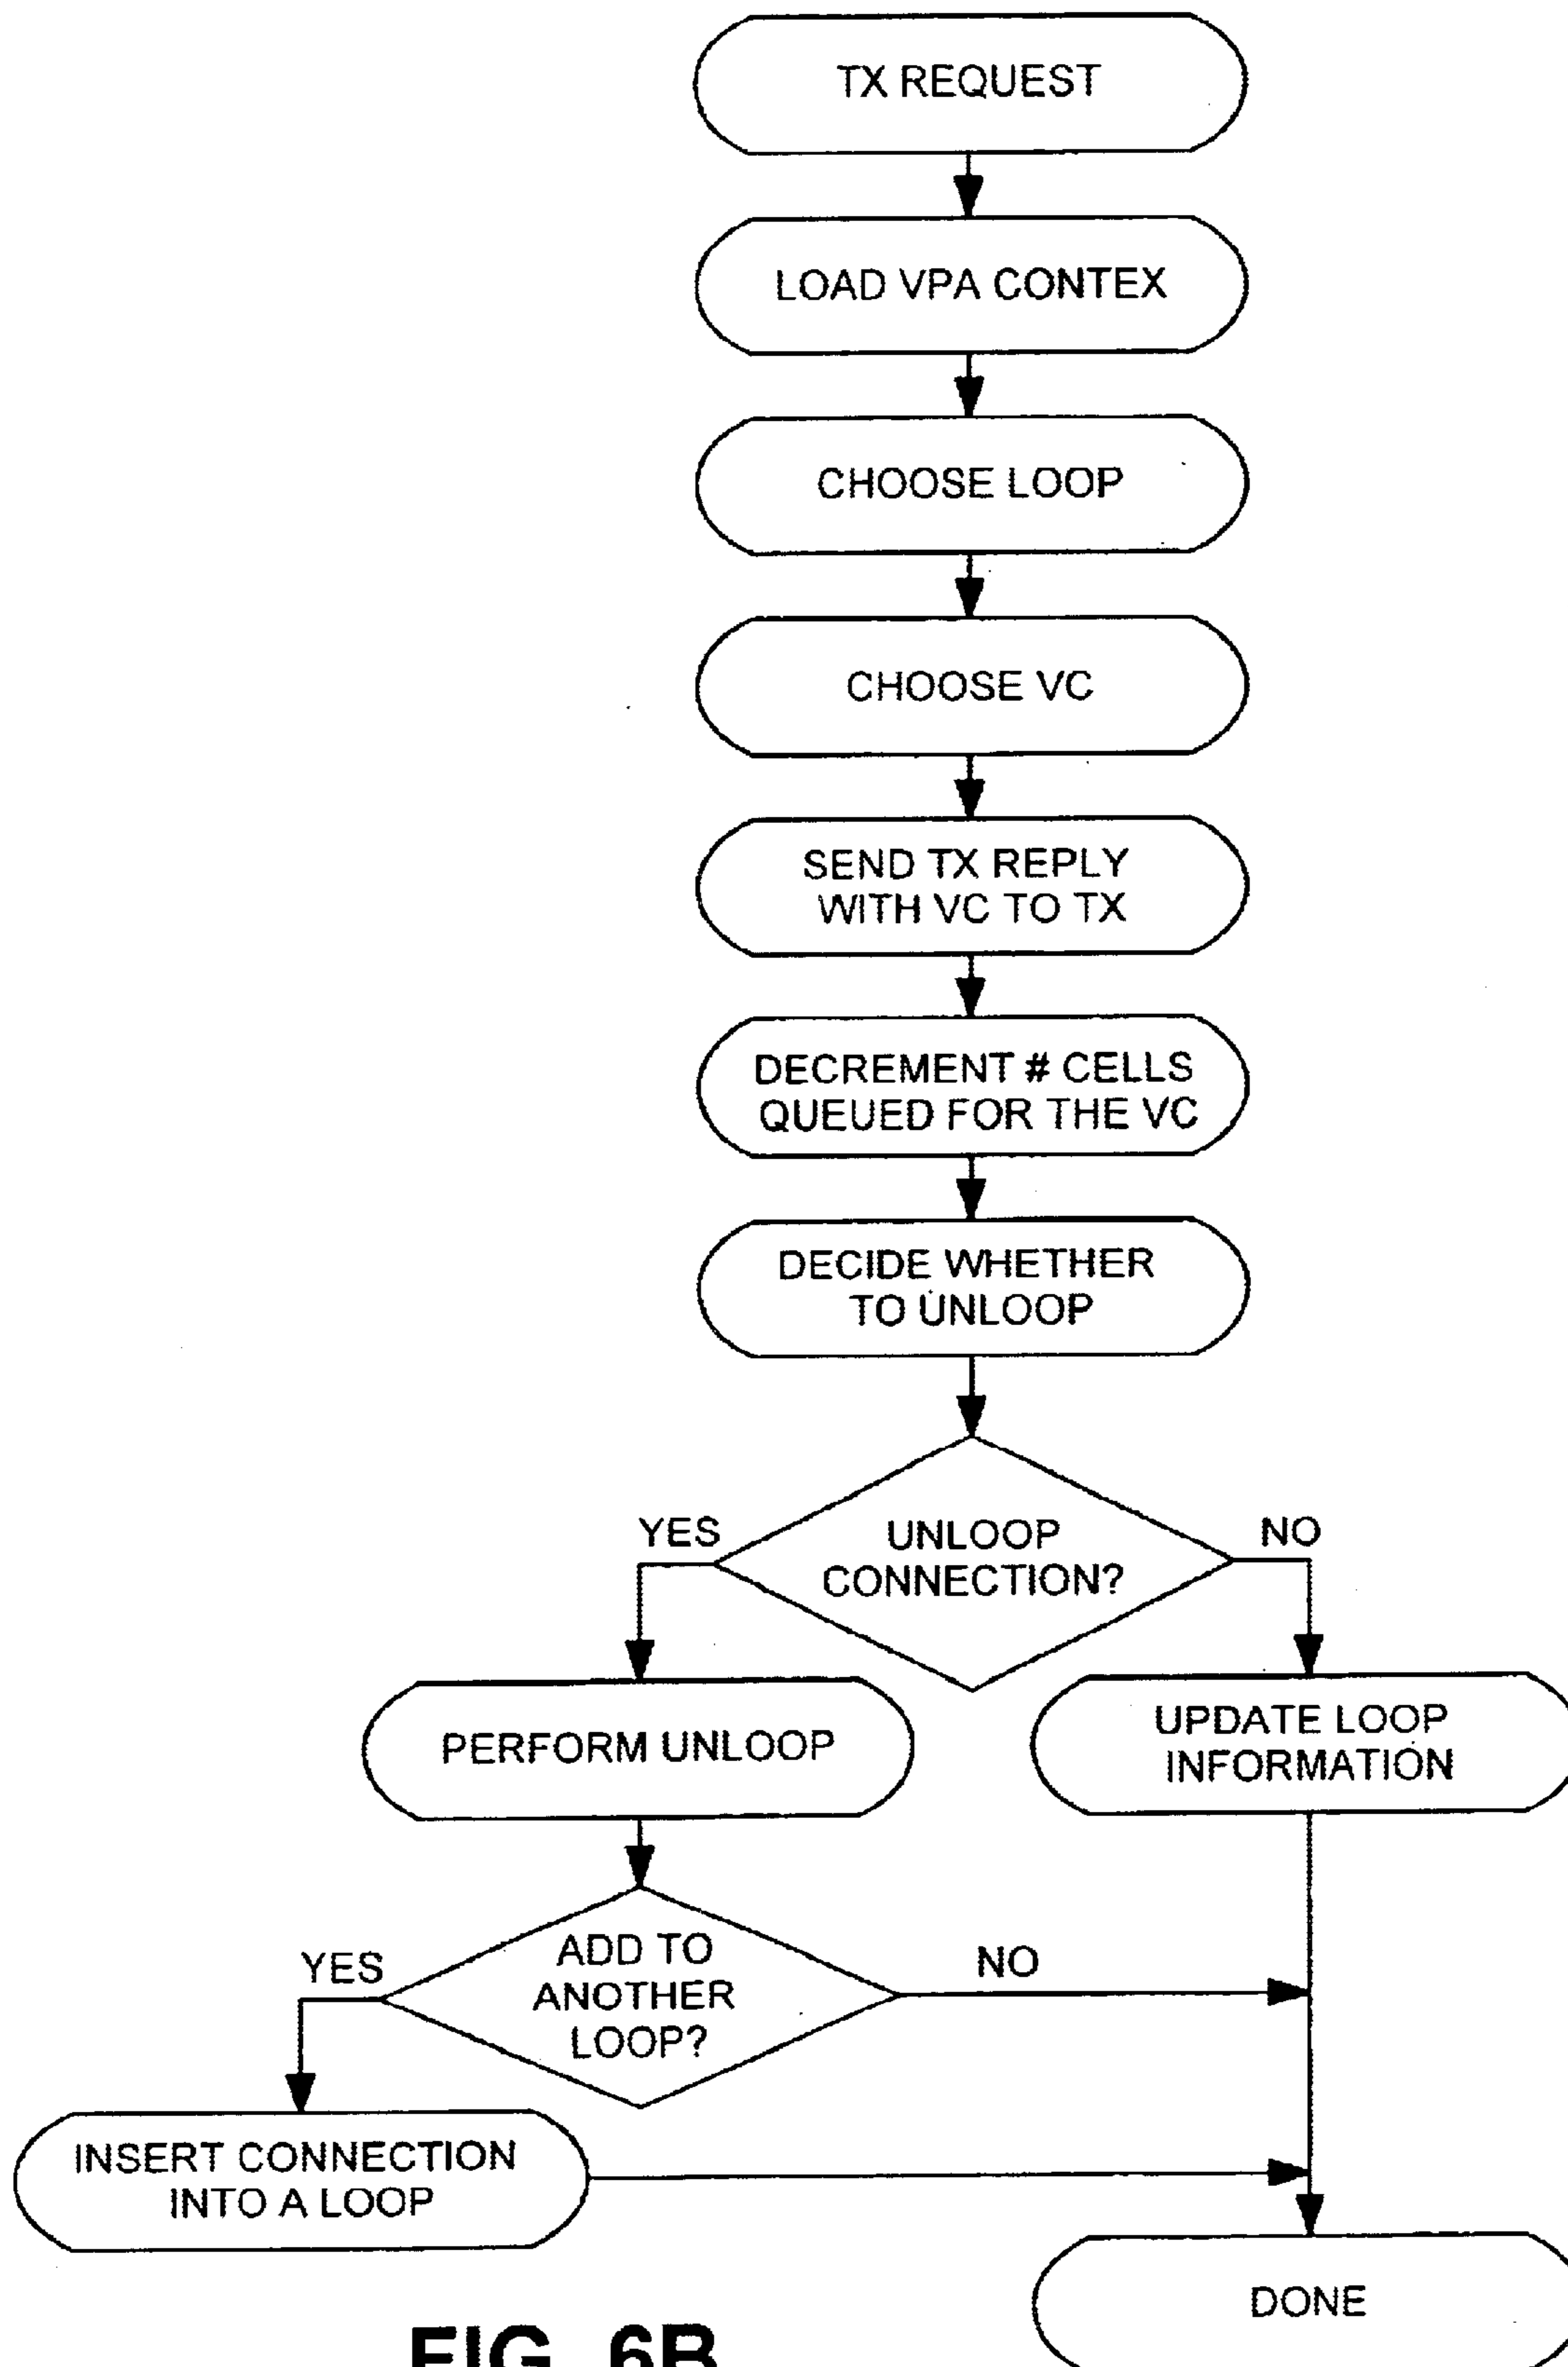 TX REQUEST
LOAD VPA CONTEX
CHOOSE LOOP
CHOOSE VC
SEND TX REPLY
WITH VC TO TX
DECREMENT # CELLS
QUEUED FOR THE VC
DECIDE WHETHER
TO UNLOOP
YES
UNLOOP
CONNECTION?
NO
PERFORM UNLOOP
UPDATE LOOP
INFORMATION
YES
ADD TO
ANOTHER
LOOP?
NO
INSERT CONNECTION
INTO A LOOP
DONE
FIG. 6B